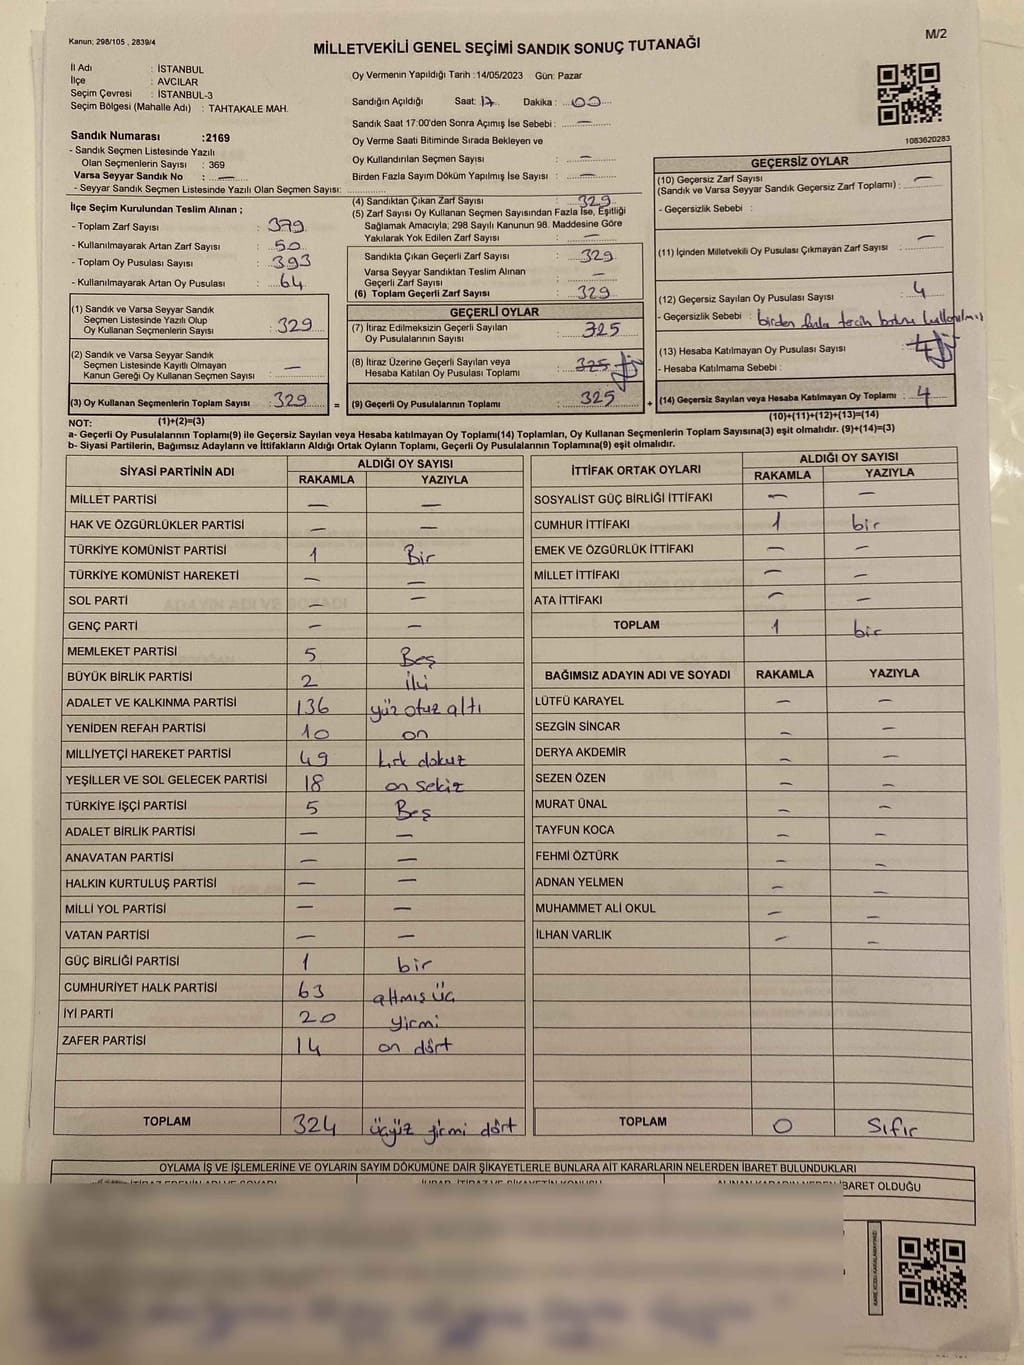 Kanun; 298/105 , 2839/4
M/2
MİLLETVEKİLİ GENEL SEÇİMİ SANDIK SONUÇ TUTANAĞI
İl Adı : İSTANBUL
İlçe : AVCILAR
Seçim Çevresi : İSTANBUL-3
Seçim Bölgesi (Mahalle Adı) : TAHTAKALE MAH.
Sandık Numarası :2169
- Sandık Seçmen Listesinde Yazılı
Olan Seçmenlerin Sayısı : 369
Varsa Seyyar Sandık No : —
- Seyyar Sandık Seçmen Listesinde Yazılı Olan Seçmen Sayısı:
Oy Vermenin Yapıldığı Tarih :14/05/2023 Gün: Pazar
Sandığın Açıldığı Saat: 17 Dakika : 00
Sandık Saat 17:00'den Sonra Açımış İse Sebebi : —
Oy Verme Saati Bitiminde Sırada Bekleyen ve
Oy Kullandırılan Seçmen Sayısı : —
Birden Fazla Sayım Döküm Yapılmış İse Sayısı : —
1083620283
İlçe Seçim Kurulundan Teslim Alınan ;
- Toplam Zarf Sayısı : 379
- Kullanılmayarak Artan Zarf Sayısı : 50
- Toplam Oy Pusulası Sayısı : 393
- Kullanılmayarak Artan Oy Pusulası : 64
(1) Sandık ve Varsa Seyyar Sandık
Seçmen Listesinde Yazılı Olup
Oy Kullanan Seçmenlerin Sayısı : 329
(2) Sandık ve Varsa Seyyar Sandık
Seçmen Listesinde Kayıtlı Olmayan
Kanun Gereği Oy Kullanan Seçmen Sayısı : —
(3) Oy Kullanan Seçmenlerin Toplam Sayısı : 329
(4) Sandıktan Çıkan Zarf Sayısı : 329
(5) Zarf Sayısı Oy Kullanan Seçmen Sayısından Fazla İse, Eşitliği
Sağlamak Amacıyla; 298 Sayılı Kanunun 98. Maddesine Göre
Yakılarak Yok Edilen Zarf Sayısı : —
Sandıkta Çıkan Geçerli Zarf Sayısı : 329
Varsa Seyyar Sandıktan Teslim Alınan
Geçerli Zarf Sayısı : —
(6) Toplam Geçerli Zarf Sayısı : 329
GEÇERLİ OYLAR
(7) İtiraz Edilmeksizin Geçerli Sayılan
Oy Pusulalarının Sayısı : 325
(8) İtiraz Üzerine Geçerli Sayılan veya
Hesaba Katılan Oy Pusulası Toplamı : 325
= (9) Geçerli Oy Pusulalarının Toplamı : 325 +
GEÇERSİZ OYLAR
(10) Geçersiz Zarf Sayısı
(Sandık ve Varsa Seyyar Sandık Geçersiz Zarf Toplamı) : —
- Geçersizlik Sebebi :
(11) İçinden Milletvekili Oy Pusulası Çıkmayan Zarf Sayısı : —
(12) Geçersiz Sayılan Oy Pusulası Sayısı : 4
- Geçersizlik Sebebi : birden fazla tercih butonu kullanılmış
(13) Hesaba Katılmayan Oy Pusulası Sayısı : 4
- Hesaba Katılmama Sebebi :
(14) Geçersiz Sayılan veya Hesaba Katılmayan Oy Toplamı : 4
NOT: (1)+(2)=(3)
(10)+(11)+(12)+(13)=(14)
a- Geçerli Oy Pusulalarının Toplamı(9) ile Geçersiz Sayılan veya Hesaba katılmayan Oy Toplamı(14) Toplamları, Oy Kullanan Seçmenlerin Toplam Sayısına(3) eşit olmalıdır. (9)+(14)=(3)
b- Siyasi Partilerin, Bağımsız Adayların ve İttifakların Aldığı Ortak Oyların Toplamı, Geçerli Oy Pusulalarının Toplamına(9) eşit olmalıdır.
SİYASİ PARTİNİN ADI
ALDIĞI OY SAYISI
RAKAMLA YAZIYLA
MİLLET PARTİSİ — —
HAK VE ÖZGÜRLÜKLER PARTİSİ — —
TÜRKİYE KOMÜNİST PARTİSİ 1 Bir
TÜRKİYE KOMÜNİST HAREKETİ — —
SOL PARTİ — —
GENÇ PARTİ — —
MEMLEKET PARTİSİ 5 Beş
BÜYÜK BİRLİK PARTİSİ 2 iki
ADALET VE KALKINMA PARTİSİ 136 yüz otuz altı
YENİDEN REFAH PARTİSİ 10 on
MİLLİYETÇİ HAREKET PARTİSİ 49 kırk dokuz
YEŞİLLER VE SOL GELECEK PARTİSİ 18 on sekiz
TÜRKİYE İŞÇİ PARTİSİ 5 Beş
ADALET BİRLİK PARTİSİ — —
ANAVATAN PARTİSİ — —
HALKIN KURTULUŞ PARTİSİ — —
MİLLİ YOL PARTİSİ — —
VATAN PARTİSİ — —
GÜÇ BİRLİĞİ PARTİSİ 1 bir
CUMHURİYET HALK PARTİSİ 63 altmış üç
İYİ PARTİ 20 yirmi
ZAFER PARTİSİ 14 on dört
TOPLAM 324 üçyüz yirmi dört
İTTİFAK ORTAK OYLARI
ALDIĞI OY SAYISI
RAKAMLA YAZIYLA
SOSYALİST GÜÇ BİRLİĞİ İTTİFAKI — —
CUMHUR İTTİFAKI 1 bir
EMEK VE ÖZGÜRLÜK İTTİFAKI — —
MİLLET İTTİFAKI — —
ATA İTTİFAKI — —
TOPLAM 1 bir
BAĞIMSIZ ADAYIN ADI VE SOYADI RAKAMLA YAZIYLA
LÜTFÜ KARAYEL — —
SEZGİN SİNCAR — —
DERYA AKDEMİR — —
SEZEN ÖZEN — —
MURAT ÜNAL — —
TAYFUN KOCA — —
FEHMİ ÖZTÜRK — —
ADNAN YELMEN — —
MUHAMMET ALİ OKUL — —
İLHAN VARLIK — —
TOPLAM 0 Sıfır
OYLAMA İŞ VE İŞLEMLERİNE VE OYLARIN SAYIM DÖKÜMÜNE DAİR ŞİKAYETLERLE BUNLARA AİT KARARLARIN NELERDEN İBARET BULUNDUKLARI
İBARET OLDUĞU